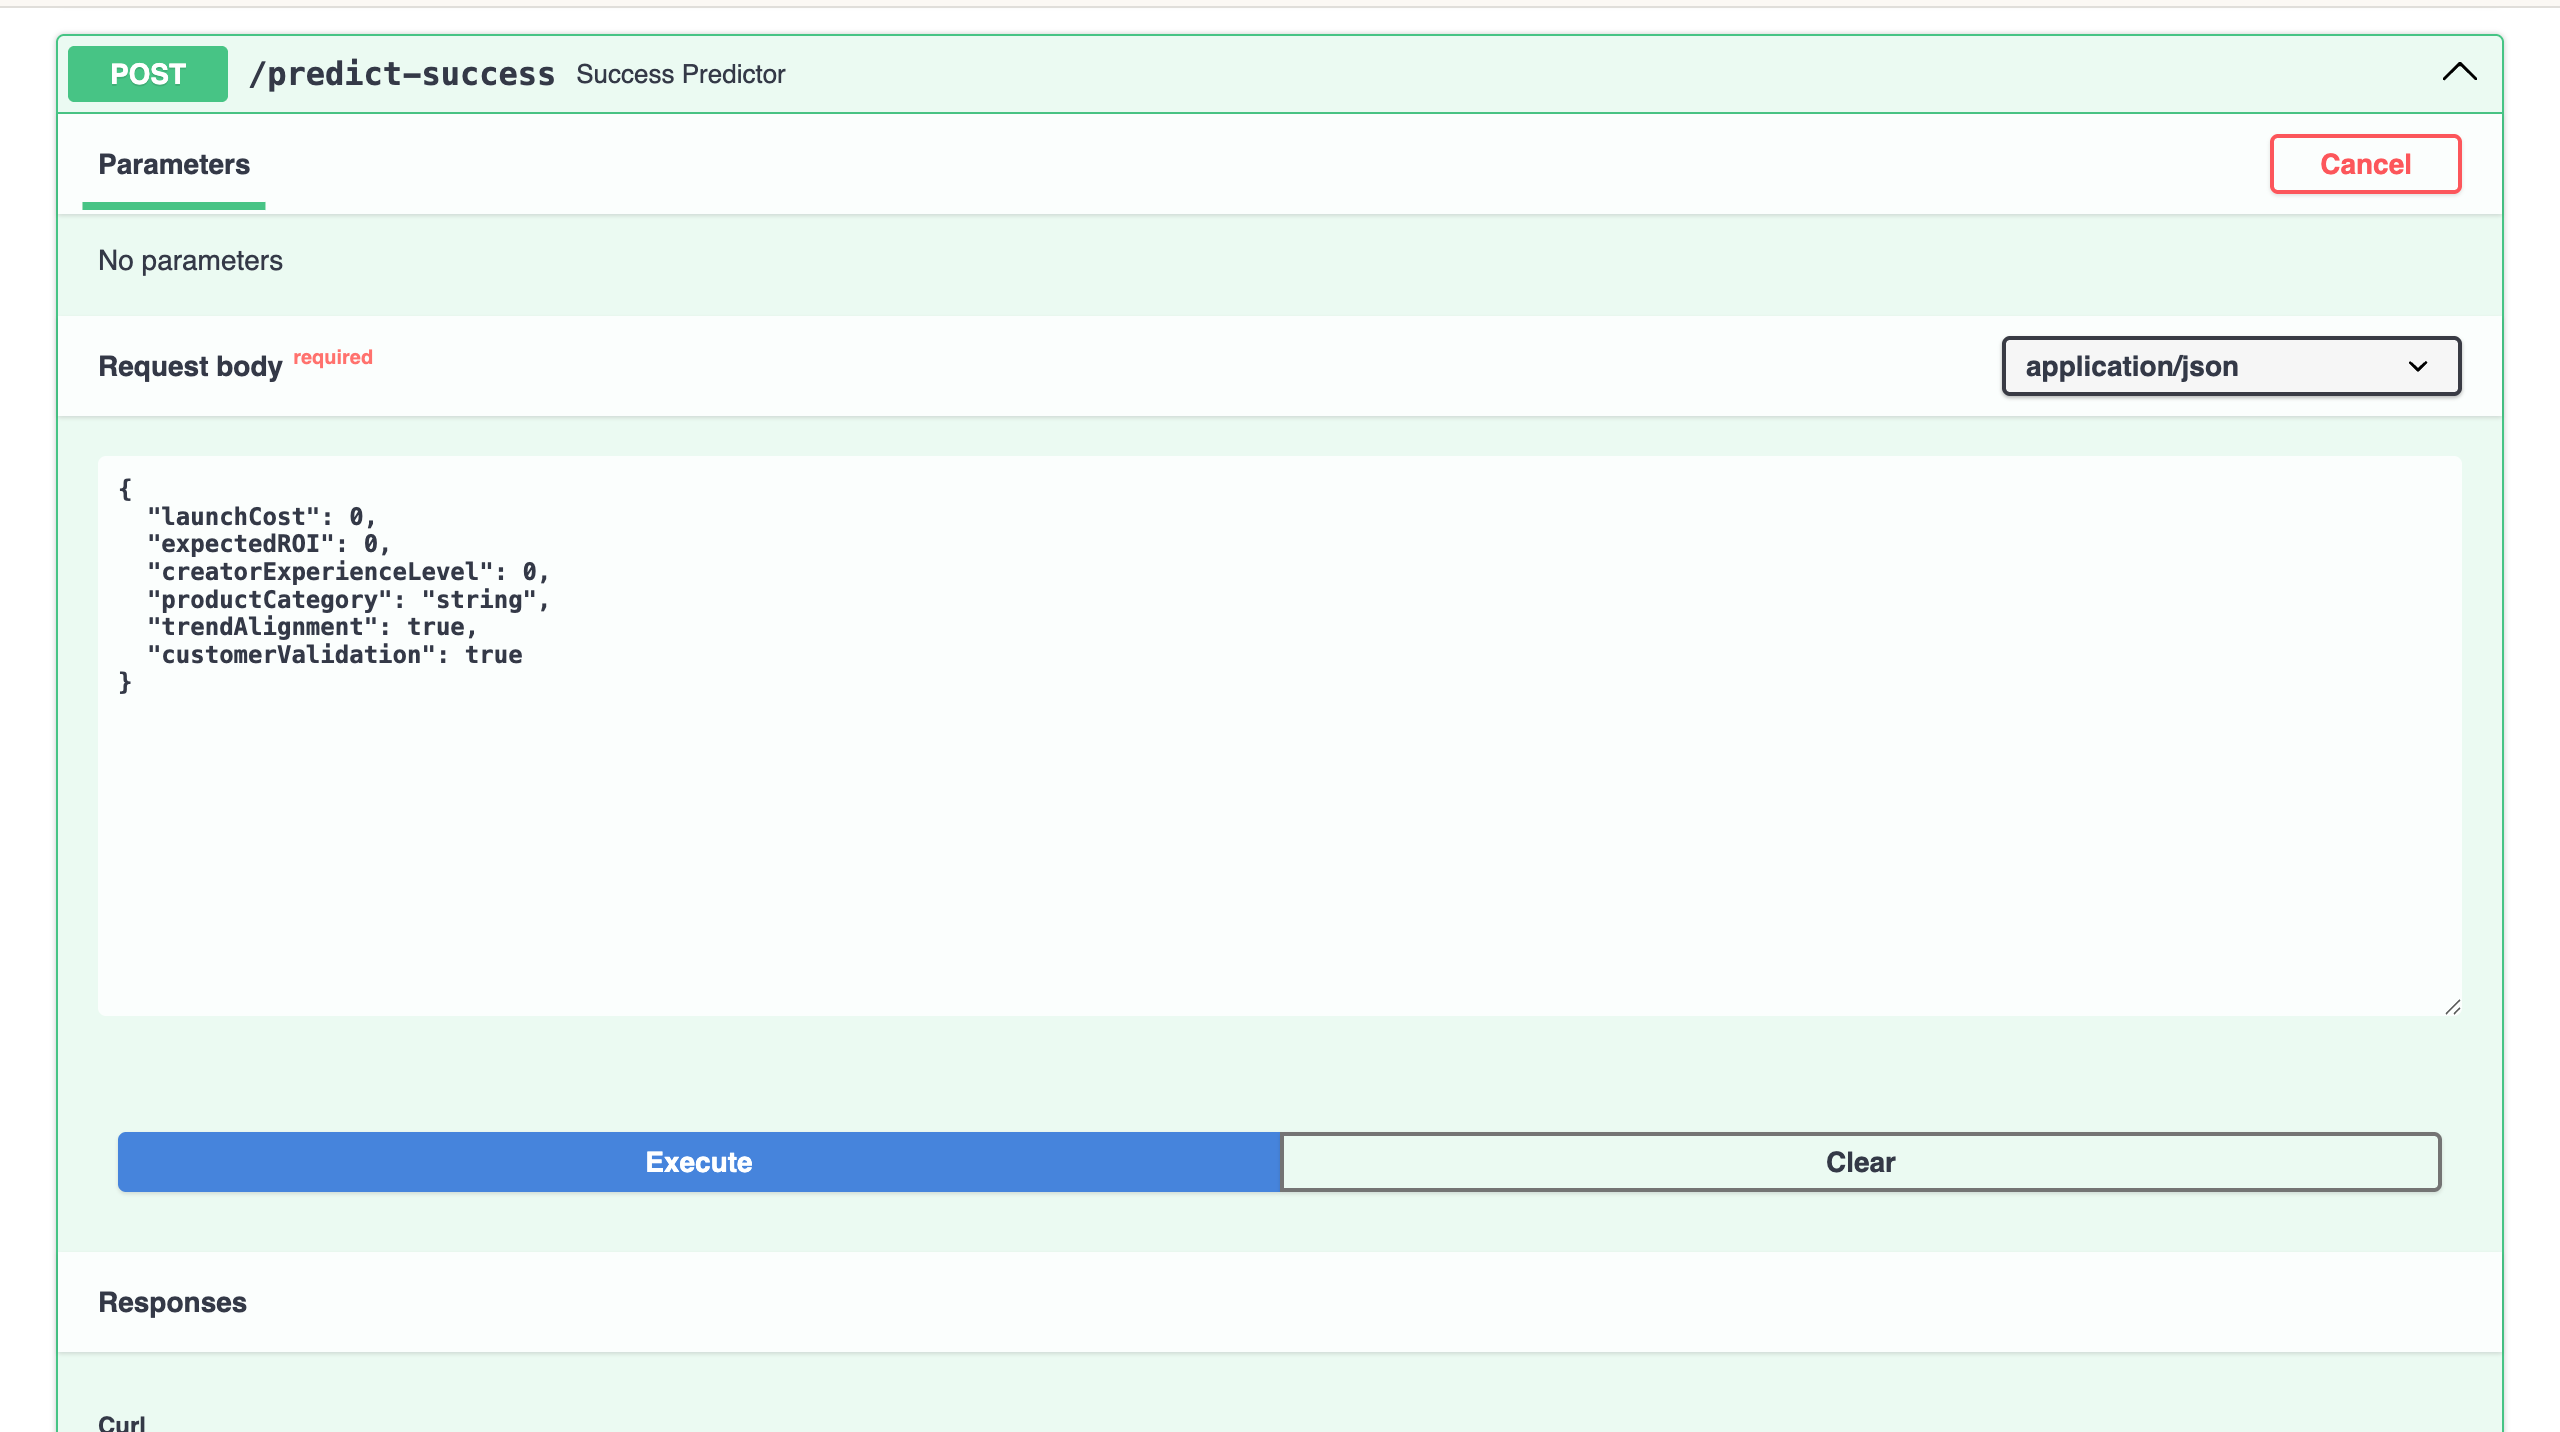 POST /predict-success Success Predictor
Parameters
Cancel
No parameters
Request body required
application/json
{
  "launchCost": 0,
  "expectedROI": 0,
  "creatorExperienceLevel": 0,
  "productCategory": "string",
  "trendAlignment": true,
  "customerValidation": true
}
Execute
Clear
Responses
Curl